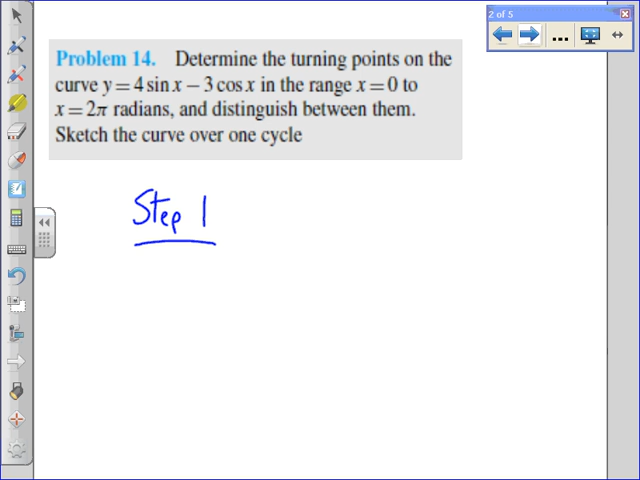 2 of 5
Problem 14. Determine the turning points on the
curve y=4 sin x − 3 cos x in the range x=0 to
x=2π radians, and distinguish between them.
Sketch the curve over one cycle
Step 1